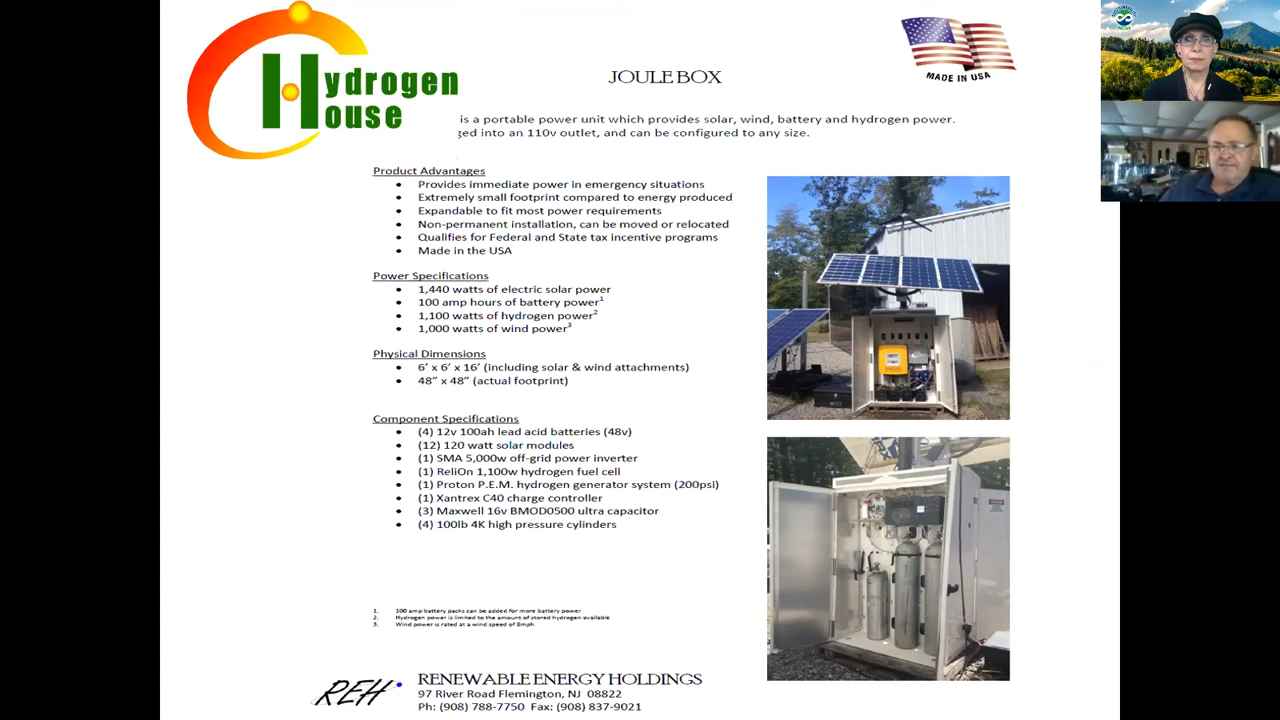 Hydrogen
House
JOULE BOX
MADE IN USA
SUSTAINABILITY
NOW
is a portable power unit which provides solar, wind, battery and hydrogen power.
ged into an 110v outlet, and can be configured to any size.
Product Advantages
• Provides immediate power in emergency situations
• Extremely small footprint compared to energy produced
• Expandable to fit most power requirements
• Non-permanent installation, can be moved or relocated
• Qualifies for Federal and State tax incentive programs
• Made in the USA
Power Specifications
• 1,440 watts of electric solar power
• 100 amp hours of battery power¹
• 1,100 watts of hydrogen power²
• 1,000 watts of wind power³
Physical Dimensions
• 6’ x 6’ x 16’ (including solar & wind attachments)
• 48” x 48” (actual footprint)
Component Specifications
• (4) 12v 100ah lead acid batteries (48v)
• (12) 120 watt solar modules
• (1) SMA 5,000w off-grid power inverter
• (1) ReliOn 1,100w hydrogen fuel cell
• (1) Proton P.E.M. hydrogen generator system (200psi)
• (1) Xantrex C40 charge controller
• (3) Maxwell 16v BMOD0500 ultra capacitor
• (4) 100lb 4K high pressure cylinders
1. 100 amp battery packs can be added for more battery power
2. Hydrogen power is limited to the amount of stored hydrogen available
3. Wind power is rated at a wind speed of 8mph
REH
RENEWABLE ENERGY HOLDINGS
97 River Road Flemington, NJ 08822
Ph: (908) 788-7750 Fax: (908) 837-9021